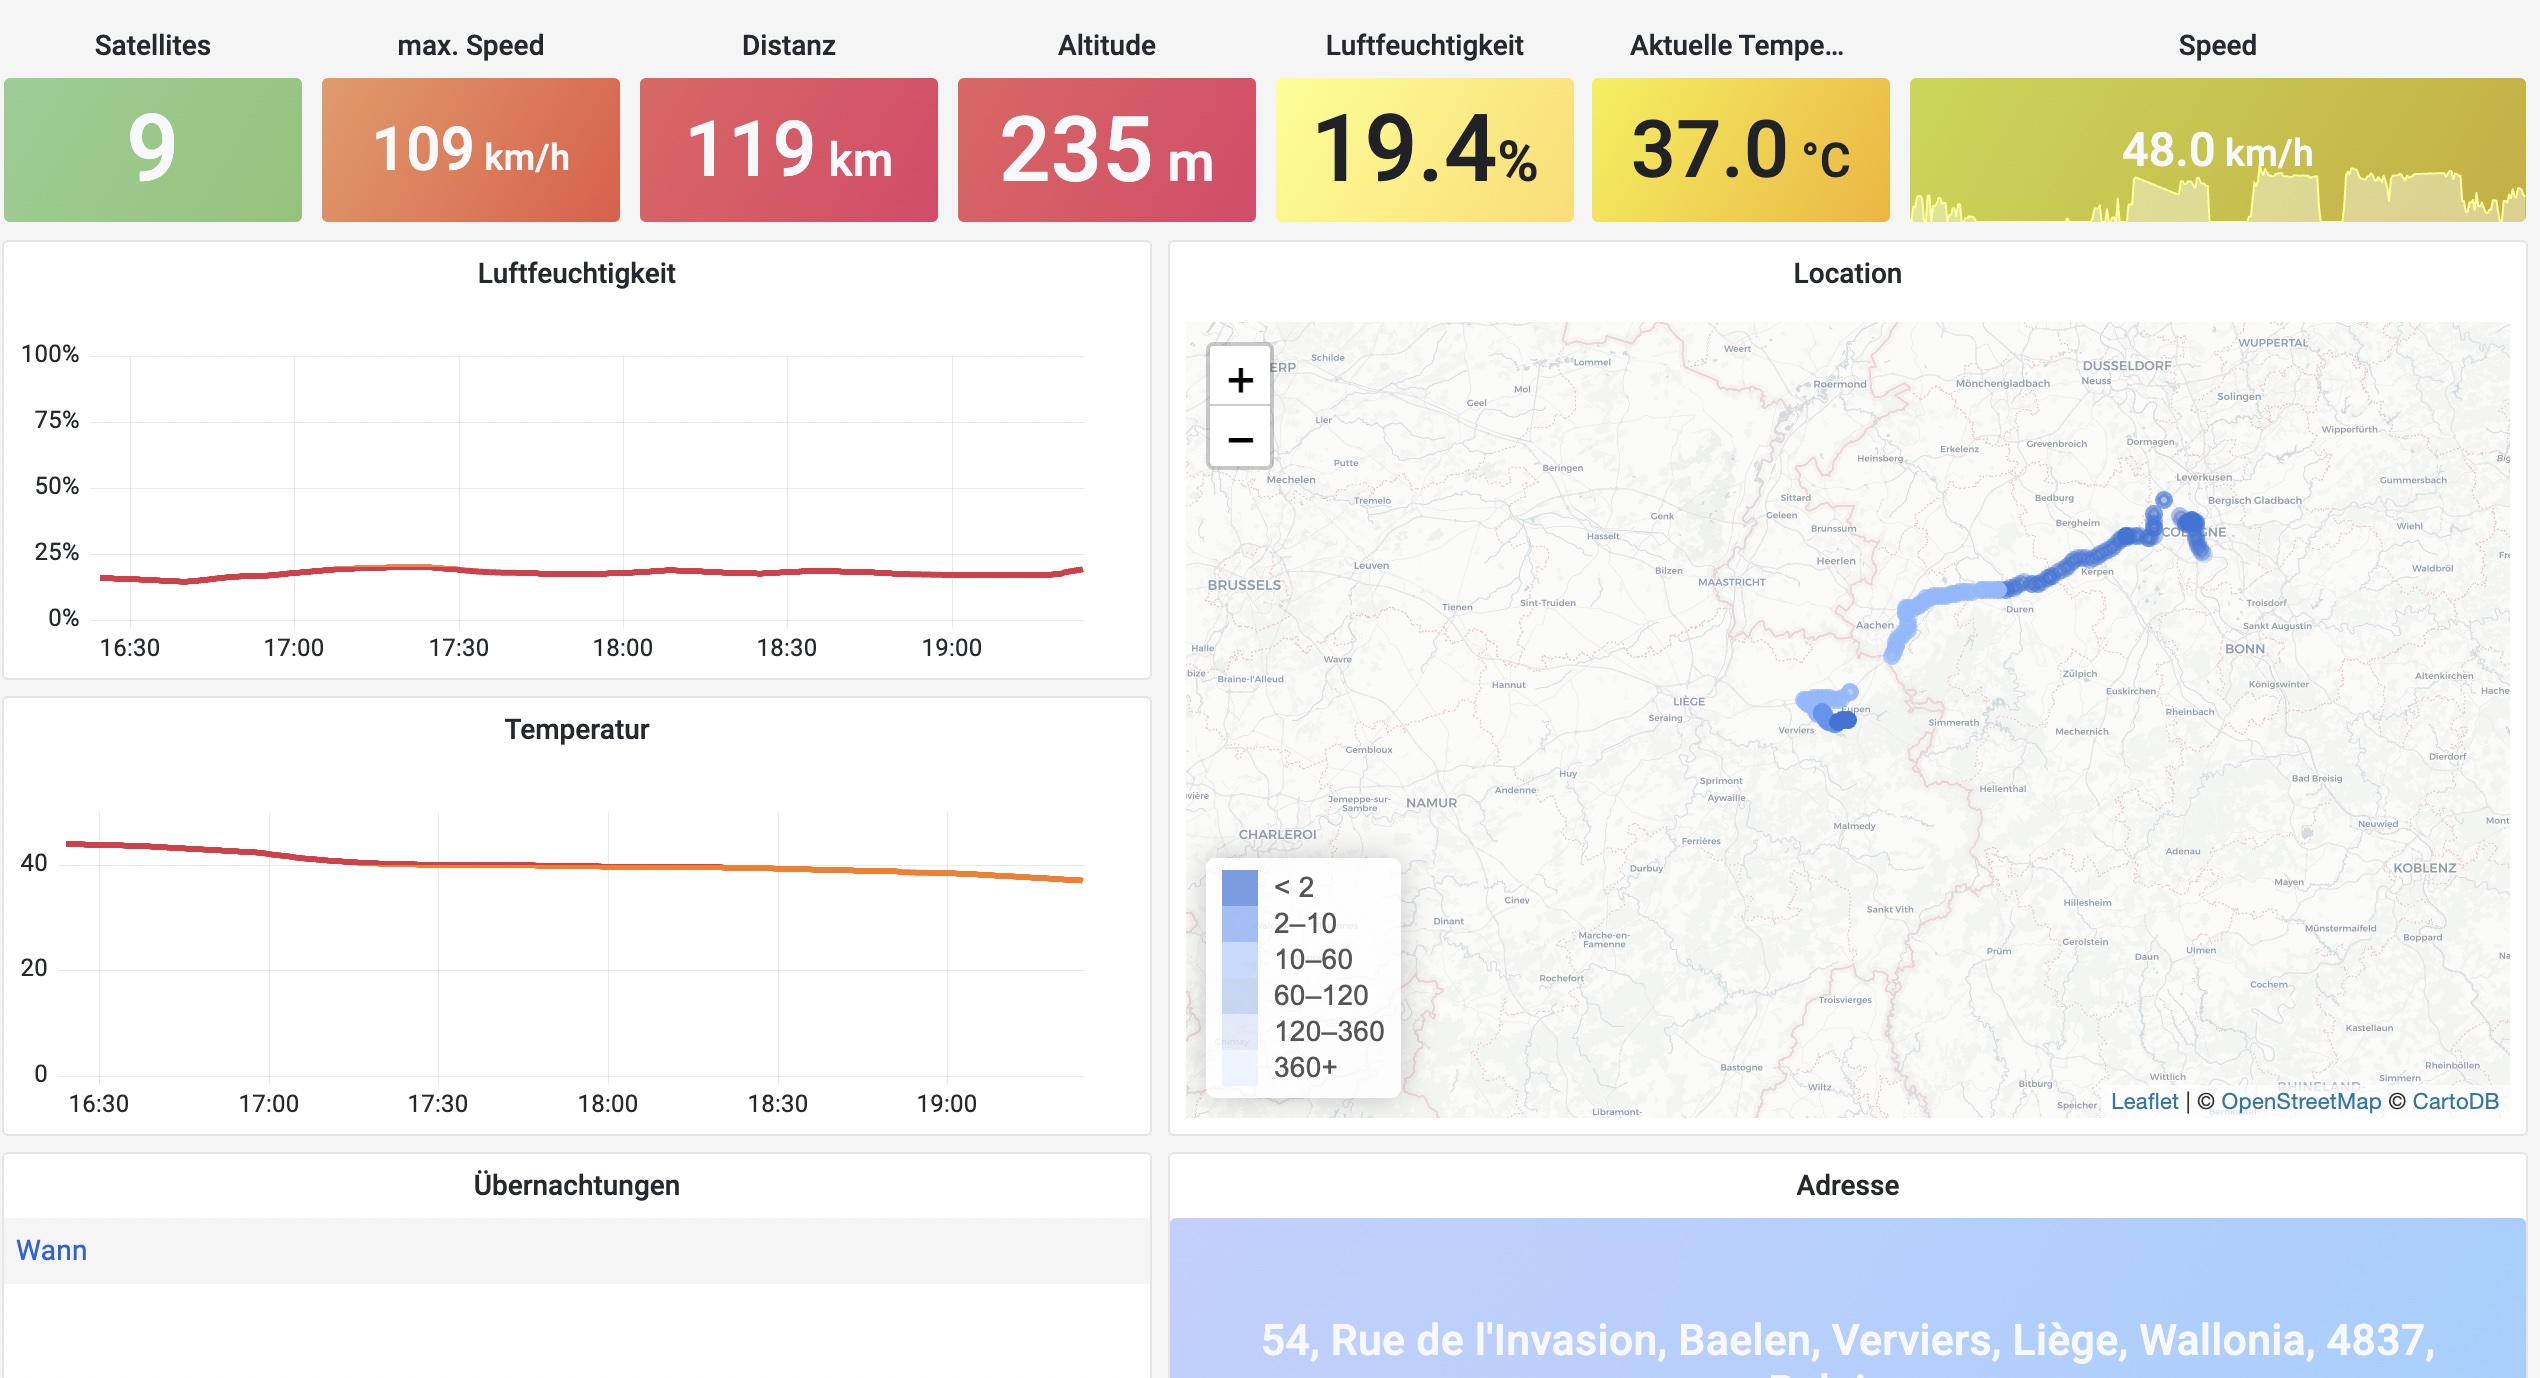 Satellites
max. Speed
Distanz
Altitude
Luftfeuchtigkeit
Aktuelle Tempe...
Speed
9
109 km/h
119 km
235 m
19.4%
37.0 °C
48.0 km/h
Luftfeuchtigkeit
100%
75%
50%
25%
0%
16:30 17:00 17:30 18:00 18:30 19:00
Temperatur
40
20
0
16:30 17:00 17:30 18:00 18:30 19:00
Location
+
−
ERP
Schilde
Lommel
Weert
WUPPERTAL
DUSSELDORF
Neuss
Roermond
Mönchengladbach
Mol
Geel
Solingen
Lier
Wipperfürth
Dormagen
Grevenbroich
Erkelenz
Heinsberg
Putte
Beringen
Mechelen
Leverkusen
Gummersbach
Tremelo
Sittard
Bedburg
Bergisch Gladbach
Geleen
Genk
Bergheim
Wiehl
Brunssum
Hasselt
Heerlen
Leuven
Bilzen
Kerpen
Waldbröl
MAASTRICHT
BRUSSELS
Tienen
Sint-Truiden
Duren
Troisdorf
Aachen
Sankt Augustin
Halle
BONN
Wavre
Braine-l'Alleud
Hannut
Zülpich
Altenkirchen
Königswinter
Euskirchen
Hache
LIÈGE
Seraing
Eupen
Rheinbach
Simmerath
Verviers
Mechernich
Gembloux
Dierdorf
Huy
Sprimont
Bad Breisig
Andenne
Hellenthal
Aywaille
Jemeppe-sur-
Sambre
NAMUR
Malmedy
Neuwied
CHARLEROI
Ferrières
Adenau
Durbuy
KOBLENZ
Mayen
Ciney
Hillesheim
Sankt Vith
Dinant
Münstermaifeld
Marche-en-
Famenne
Gerolstein
Boppard
Prüm
Ulmen
Daun
Rochefort
Cochem
Troisvierges
Kastellaun
Bastogne
Rheinböllen
Wittlich
Simmern
Bitburg
Wiltz
RHINELAND-
Speicher
Libramont-
< 2
2–10
10–60
60–120
120–360
360+
Leaflet | © OpenStreetMap © CartoDB
Übernachtungen
Wann
Adresse
54, Rue de l'Invasion, Baelen, Verviers, Liège, Wallonia, 4837,